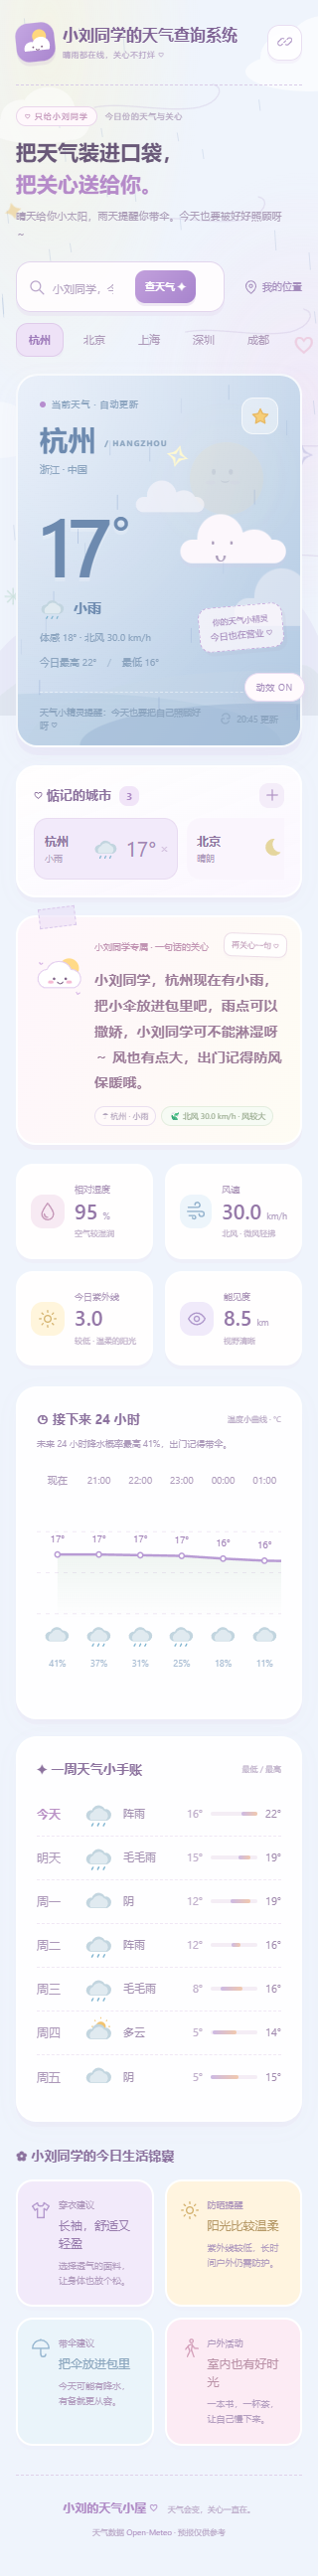 小刘同学的天气查询系统
晴雨都在线，关心不打烊 ♡
♡ 只给小刘同学 今日份的天气与关心
把天气装进口袋，
把关心送给你。
晴天给你小太阳，雨天提醒你带伞。今天也要被好好照顾呀
~
小刘同学，
查天气 ✦
我的位置
杭州 北京 上海 深圳 成都
当前天气 · 自动更新
杭州 / HANGZHOU
浙江 · 中国
17°
小雨
体感 18° · 北风 30.0 km/h
今日最高 22° / 最低 16°
你的天气小精灵
今日也在营业 ♡
动效 ON
天气小精灵提醒：今天也要把自己照顾好
呀 ♡
20:45 更新
♡ 惦记的城市 3
杭州
小雨
17° ×
北京
晴朗
小刘同学专属 · 一句话的关心
再关心一句 ♡
小刘同学，杭州现在有小雨，
把小伞放进包里吧，雨点可以
撒娇，小刘同学可不能淋湿呀
~ 风也有点大，出门记得防风
保暖哦。
☂ 杭州 · 小雨
北风 30.0 km/h · 风较大
相对湿度
95 %
空气较湿润
风速
30.0 km/h
北风 · 微风轻拂
今日紫外线
3.0
较低 · 温柔的阳光
能见度
8.5 km
视野清晰
接下来 24 小时
温度小曲线 · °C
未来 24 小时降水概率最高 41%，出门记得带伞。
现在 21:00 22:00 23:00 00:00 01:00
17° 17° 17° 17° 16° 16°
41% 37% 31% 25% 18% 11%
✦ 一周天气小手账
最低 / 最高
今天 阵雨 16° 22°
明天 毛毛雨 15° 19°
周一 阴 12° 19°
周二 阵雨 12° 16°
周三 毛毛雨 8° 16°
周四 多云 5° 14°
周五 阴 5° 15°
✿ 小刘同学的今日生活锦囊
穿衣建议
长袖，舒适又
轻盈
选择透气的面料，
让身体也放个松。
防晒提醒
阳光比较温柔
紫外线较低，长时
间户外仍需防护。
带伞建议
把伞放进包里
今天可能有降水，
有备就更从容。
户外活动
室内也有好时
光
一本书，一杯茶，
让自己慢下来。
小刘的天气小屋 ♡ 天气会变，关心一直在。
天气数据 Open-Meteo · 预报仅供参考